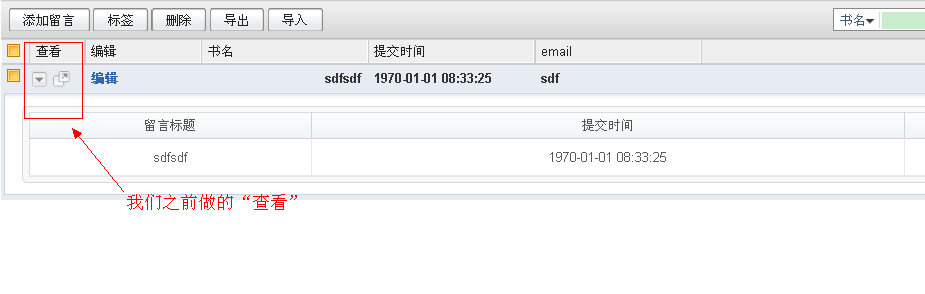 添加留言 标签 删除 导出 导入 书名
查看 编辑 书名 提交时间 email
编辑 sdfsdf 1970-01-01 08:33:25 sdf
留言标题 提交时间
sdfsdf 1970-01-01 08:33:25
我们之前做的“查看”